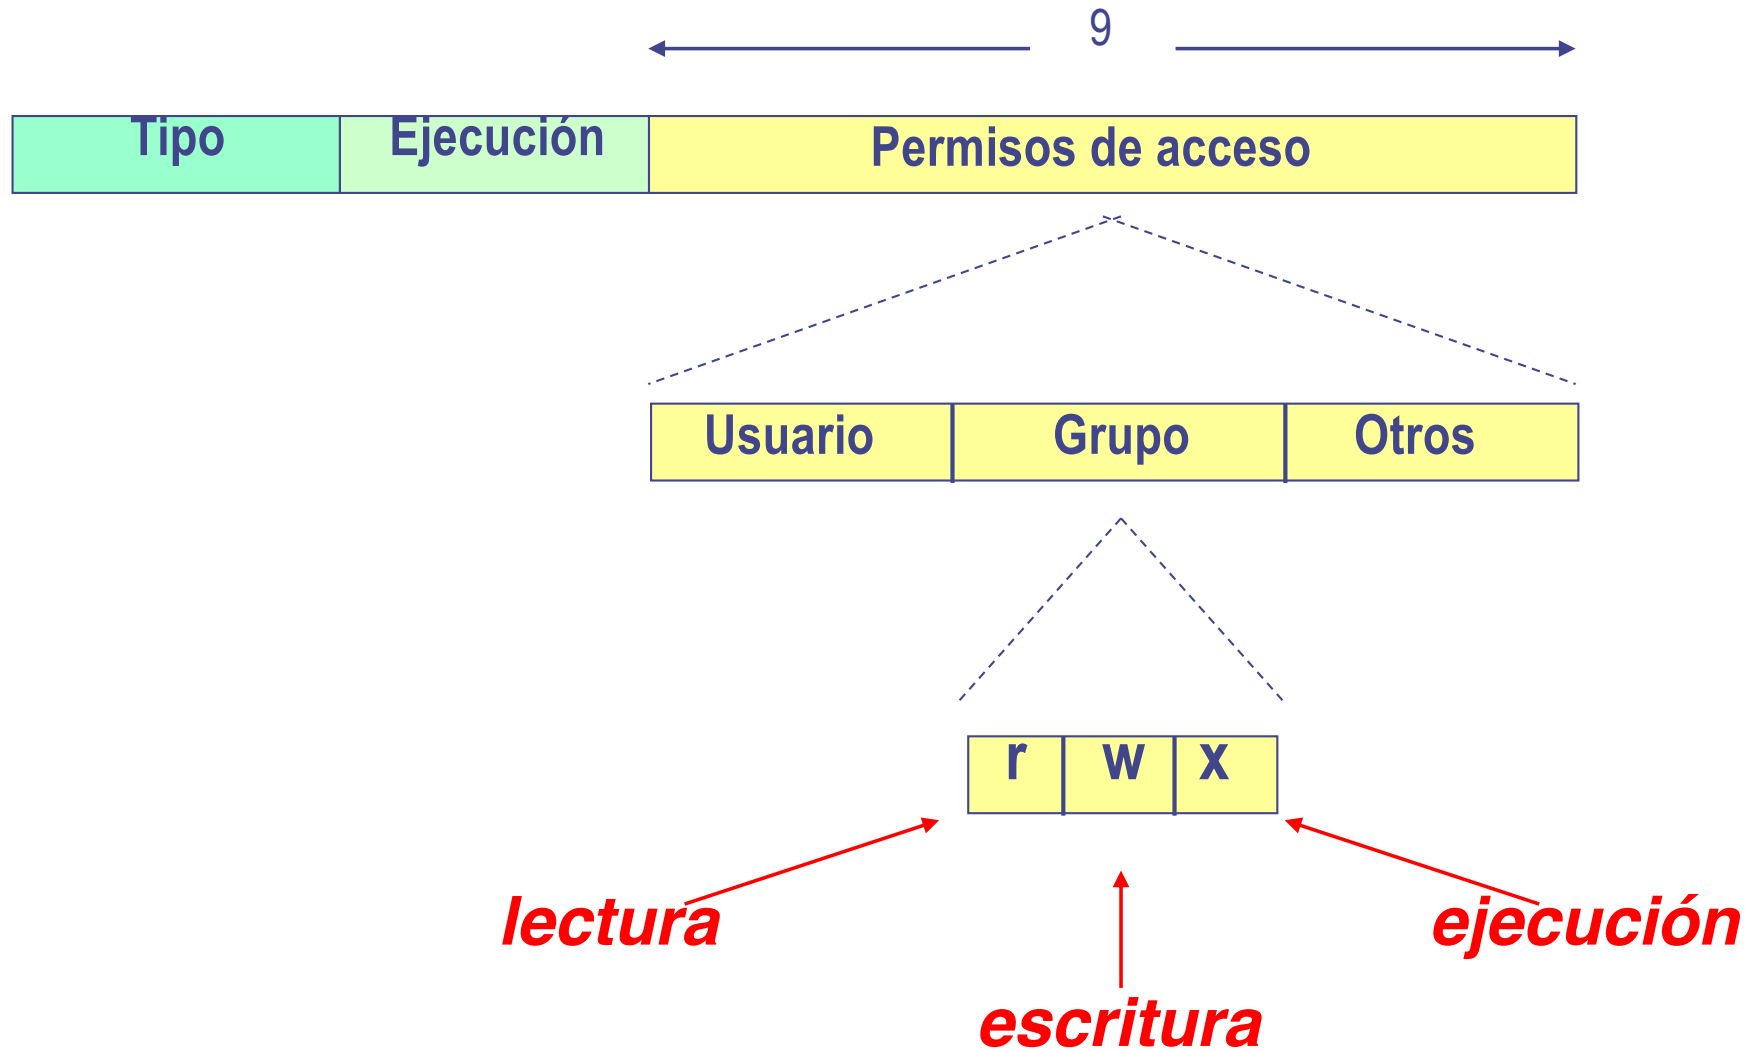 9
Tipo Ejecución Permisos de acceso
Usuario Grupo Otros
r w x
lectura ejecución
escritura